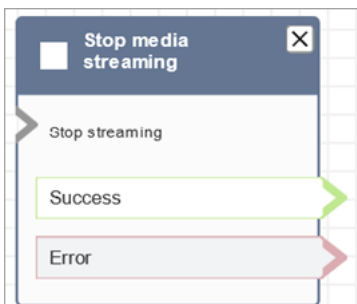 Stop media
streaming
Stop streaming
Success
Error